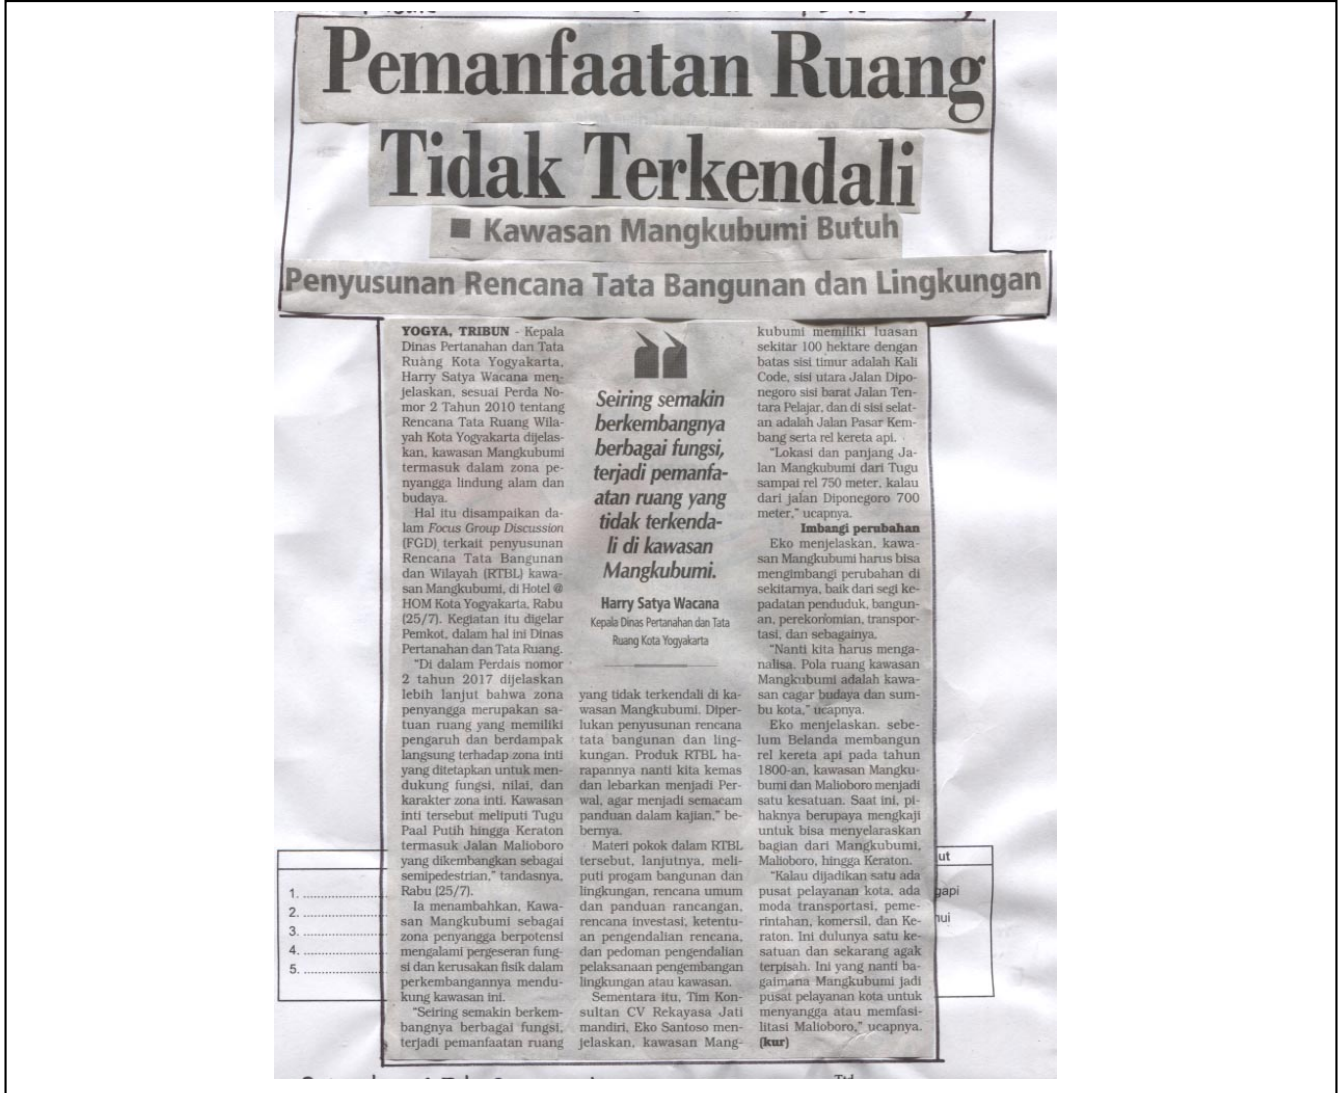 Pemanfaatan Ruang
Tidak Terkendali
■ Kawasan Mangkubumi Butuh
Penyusunan Rencana Tata Bangunan dan Lingkungan
YOGYA, TRIBUN - Kepala
Dinas Pertanahan dan Tata
Ruang Kota Yogyakarta,
Harry Satya Wacana men-
jelaskan, sesuai Perda No-
mor 2 Tahun 2010 tentang
Rencana Tata Ruang Wila-
yah Kota Yogyakarta dijelas-
kan, kawasan Mangkubumi
termasuk dalam zona pe-
nyangga lindung alam dan
budaya.
Hal itu disampaikan da-
lam Focus Group Discussion
(FGD) terkait penyusunan
Rencana Tata Bangunan
dan Wilayah (RTBL) kawa-
san Mangkubumi, di Hotel @
HOM Kota Yogyakarta, Rabu
(25/7). Kegiatan itu digelar
Pemkot, dalam hal ini Dinas
Pertanahan dan Tata Ruang.
"Di dalam Perdais nomor
2 tahun 2017 dijelaskan
lebih lanjut bahwa zona
penyangga merupakan sa-
tuan ruang yang memiliki
pengaruh dan berdampak
langsung terhadap zona inti
yang ditetapkan untuk men-
dukung fungsi, nilai, dan
karakter zona inti. Kawasan
inti tersebut meliputi Tugu
Paal Putih hingga Keraton
termasuk Jalan Malioboro
yang dikembangkan sebagai
semipedestrian," tandasnya,
Rabu (25/7).
Ia menambahkan, Kawa-
san Mangkubumi sebagai
zona penyangga berpotensi
mengalami pergeseran fung-
si dan kerusakan fisik dalam
perkembangannya mendu-
kung kawasan ini.
"Seiring semakin berkem-
bangnya berbagai fungsi,
terjadi pemanfaatan ruang
Seiring semakin
berkembangnya
berbagai fungsi,
terjadi pemanfa-
atan ruang yang
tidak terkenda-
li di kawasan
Mangkubumi.
Harry Satya Wacana
Kepala Dinas Pertanahan dan Tata
Ruang Kota Yogyakarta
yang tidak terkendali di ka-
wasan Mangkubumi. Diper-
lukan penyusunan rencana
tata bangunan dan ling-
kungan. Produk RTBL ha-
rapannya nanti kita kemas
dan lebarkan menjadi Per-
wal, agar menjadi semacam
panduan dalam kajian," be-
bernya.
Materi pokok dalam RTBL
tersebut, lanjutnya, meli-
puti progam bangunan dan
lingkungan, rencana umum
dan panduan rancangan,
rencana investasi, ketentu-
an pengendalian rencana,
dan pedoman pengendalian
pelaksanaan pengembangan
lingkungan atau kawasan.
Sementara itu, Tim Kon-
sultan CV Rekayasa Jati
mandiri, Eko Santoso men-
jelaskan, kawasan Mang-
kubumi memiliki luasan
sekitar 100 hektare dengan
batas sisi timur adalah Kali
Code, sisi utara Jalan Dipo-
negoro sisi barat Jalan Ten-
tara Pelajar, dan di sisi selat-
an adalah Jalan Pasar Kem-
bang serta rel kereta api.
"Lokasi dan panjang Ja-
lan Mangkubumi dari Tugu
sampai rel 750 meter, kalau
dari jalan Diponegoro 700
meter," ucapnya.
Imbangi perubahan
Eko menjelaskan, kawa-
san Mangkubumi harus bisa
mengimbangi perubahan di
sekitarnya, baik dari segi ke-
padatan penduduk, bangun-
an, perekonomian, transpor-
tasi, dan sebagainya.
"Nanti kita harus menga-
nalisa. Pola ruang kawasan
Mangkubumi adalah kawa-
san cagar budaya dan sum-
bu kota," ucapnya.
Eko menjelaskan. sebe-
lum Belanda membangun
rel kereta api pada tahun
1800-an, kawasan Mangku-
bumi dan Malioboro menjadi
satu kesatuan. Saat ini, pi-
haknya berupaya mengkaji
untuk bisa menyelaraskan
bagian dari Mangkubumi,
Malioboro, hingga Keraton.
"Kalau dijadikan satu ada
pusat pelayanan kota, ada
moda transportasi, peme-
rintahan, komersil, dan Ke-
raton. Ini dulunya satu ke-
satuan dan sekarang agak
terpisah. Ini yang nanti ba-
gaimana Mangkubumi jadi
pusat pelayanan kota untuk
menyangga atau memfasi-
litasi Malioboro," ucapnya.
(kur)
1. ....................
2. ....................
3. ....................
4. ....................
5. ....................
ut
gapi